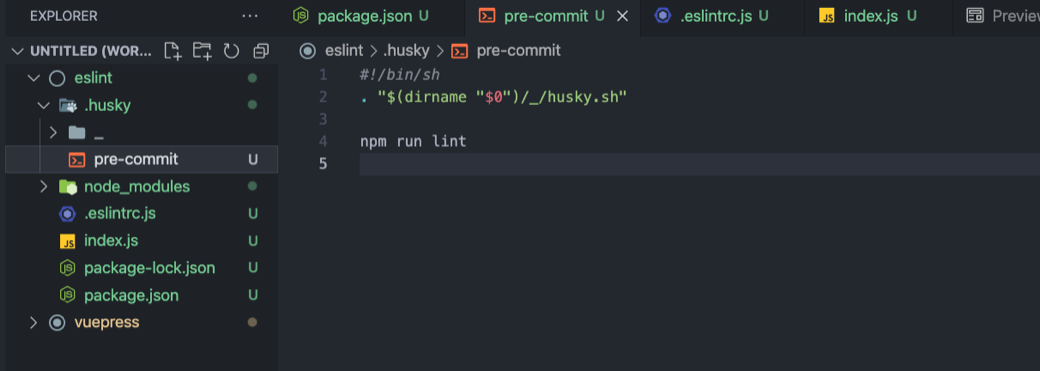 EXPLORER ...
package.json U
pre-commit U
.eslintrc.js U
index.js U
Preview
UNTITLED (WOR...
eslint > .husky > pre-commit
eslint
.husky
_
pre-commit U
node_modules
.eslintrc.js U
index.js U
package-lock.json U
package.json U
vuepress
1 #!/bin/sh
2 . "$(dirname "$0")/_/husky.sh"
3
4 npm run lint
5